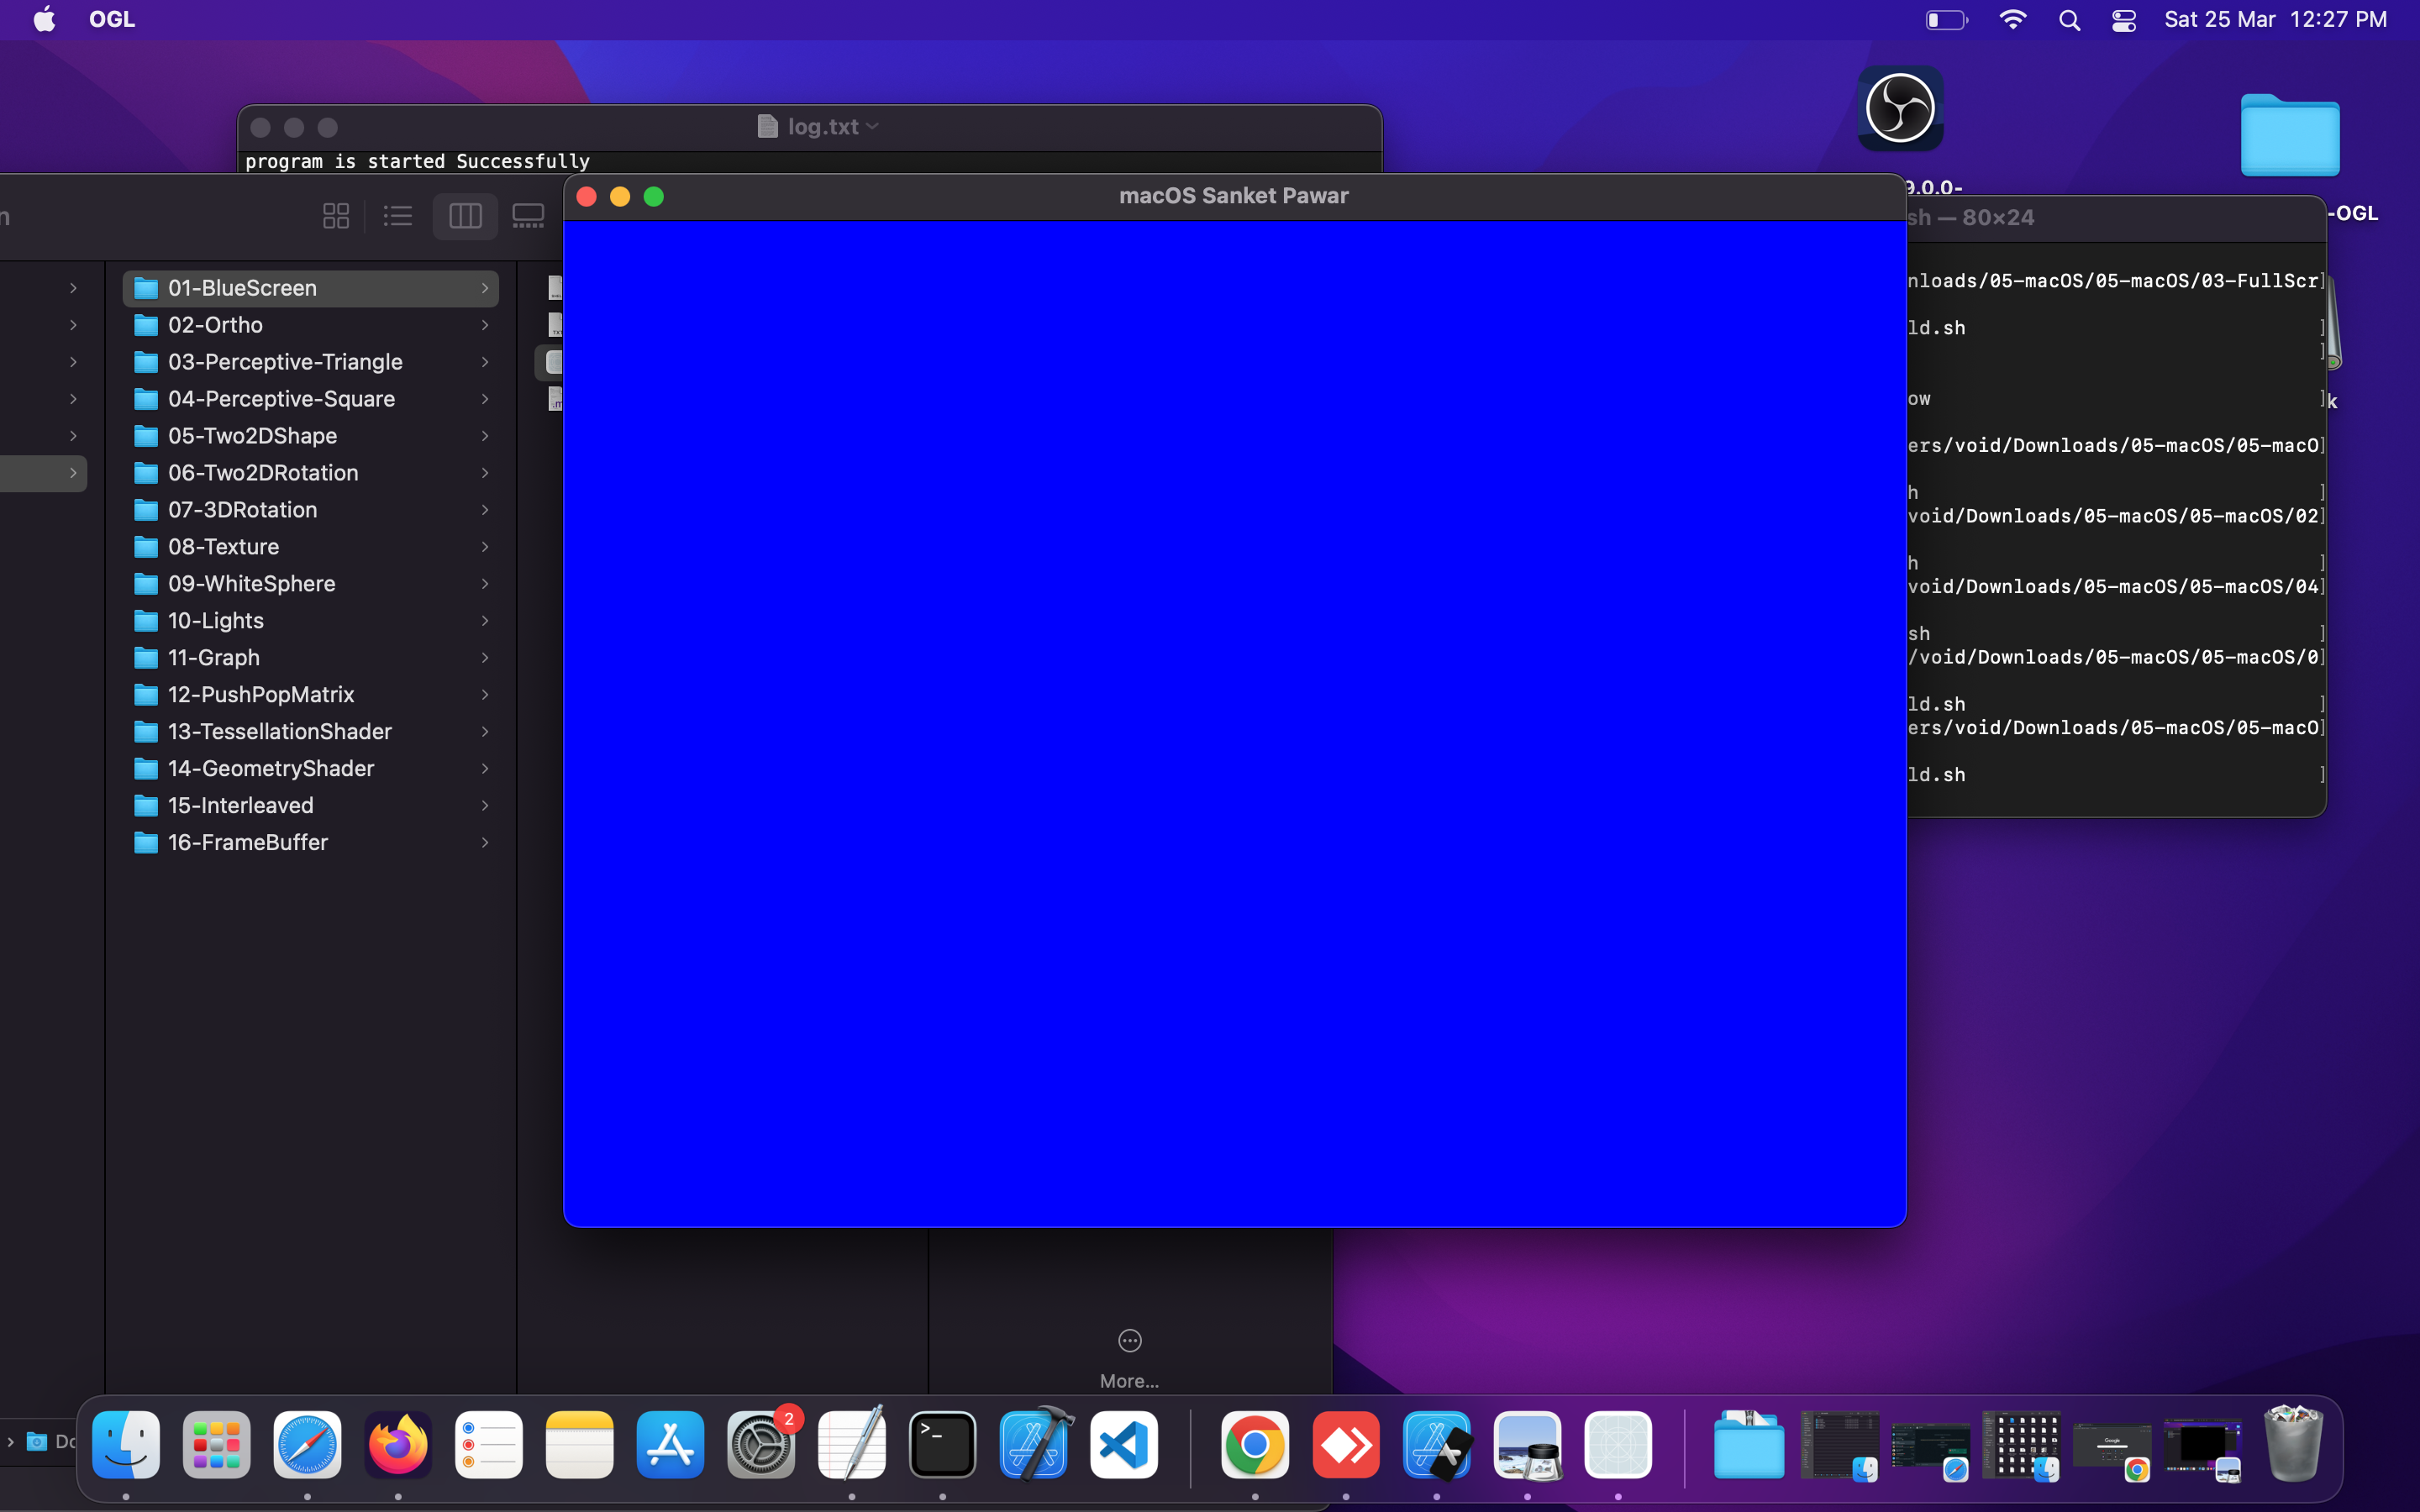 OGL
Sat 25 Mar 12:27 PM
log.txt
program is started Successfully
macOS Sanket Pawar
9.0.0-
-OGL
sh — 80×24
01-BlueScreen
02-Ortho
03-Perceptive-Triangle
04-Perceptive-Square
05-Two2DShape
06-Two2DRotation
07-3DRotation
08-Texture
09-WhiteSphere
10-Lights
11-Graph
12-PushPopMatrix
13-TessellationShader
14-GeometryShader
15-Interleaved
16-FrameBuffer
nloads/05-macOS/05-macOS/03-FullScr]
ld.sh ]
]
ow ]
k
ers/void/Downloads/05-macOS/05-macO]
h ]
void/Downloads/05-macOS/05-macOS/02]
h ]
void/Downloads/05-macOS/05-macOS/04]
sh ]
/void/Downloads/05-macOS/05-macOS/0]
ld.sh ]
ers/void/Downloads/05-macOS/05-macO]
ld.sh ]
More...
Do
2